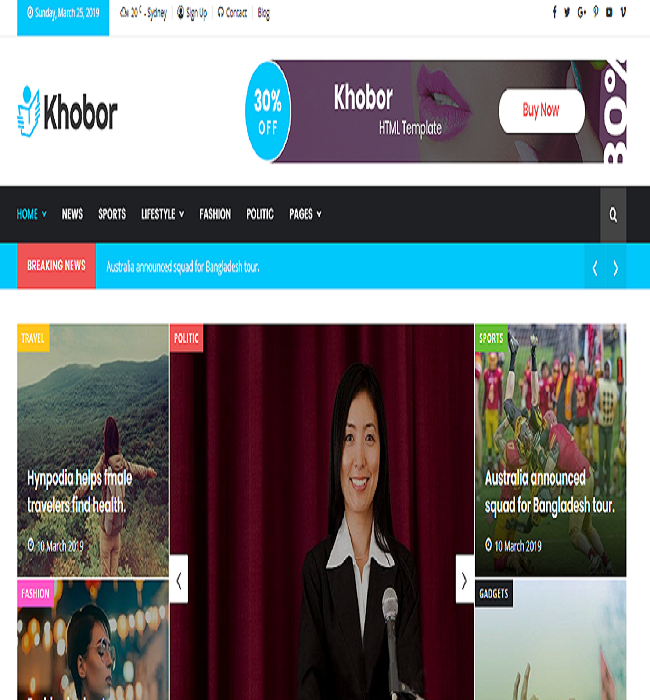 Sunday, March 25, 2019
20 c - Sydney
Sign Up
Contact
Blog
Khobor
30%
OFF
Khobor
HTML Template
Buy Now
30%
HOME
NEWS
SPORTS
LIFESTYLE
FASHION
POLITIC
PAGES
BREAKING NEWS
Australia announced squad for Bangladesh tour.
TRAVEL
Hynpodia helps fmale
travelers find health.
10 March 2019
POLITIC
SPORTS
Australia announced
squad for Bangladesh tour.
10 March 2019
FASHION
GADGETS